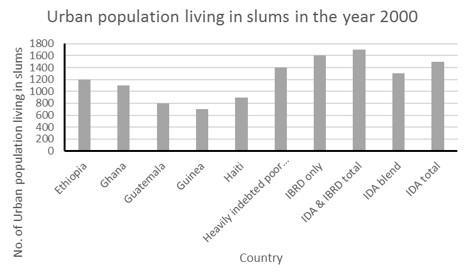 Urban population living in slums in the year 2000
No. of Urban population living in slums
1800
1600
1400
1200
1000
800
600
400
200
0
Ethiopia
Ghana
Guatemala
Guinea
Haiti
Heavily indebted poor...
IBRD only
IDA & IBRD total
IDA blend
IDA total
Country